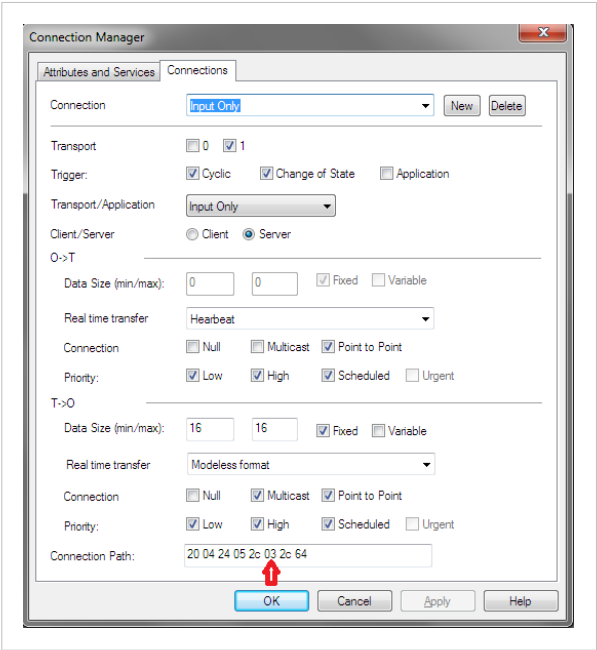 Connection Manager
Attributes and Services Connections
Connection Input Only New Delete
Transport 0 1
Trigger: Cyclic Change of State Application
Transport/Application Input Only
Client/Server Client Server
O->T
Data Size (min/max): 0 0 Fixed Variable
Real time transfer Hearbeat
Connection Null Multicast Point to Point
Priority: Low High Scheduled Urgent
T->O
Data Size (min/max): 16 16 Fixed Variable
Real time transfer Modeless format
Connection Null Multicast Point to Point
Priority: Low High Scheduled Urgent
Connection Path: 20 04 24 05 2c 03 2c 64
OK Cancel Apply Help